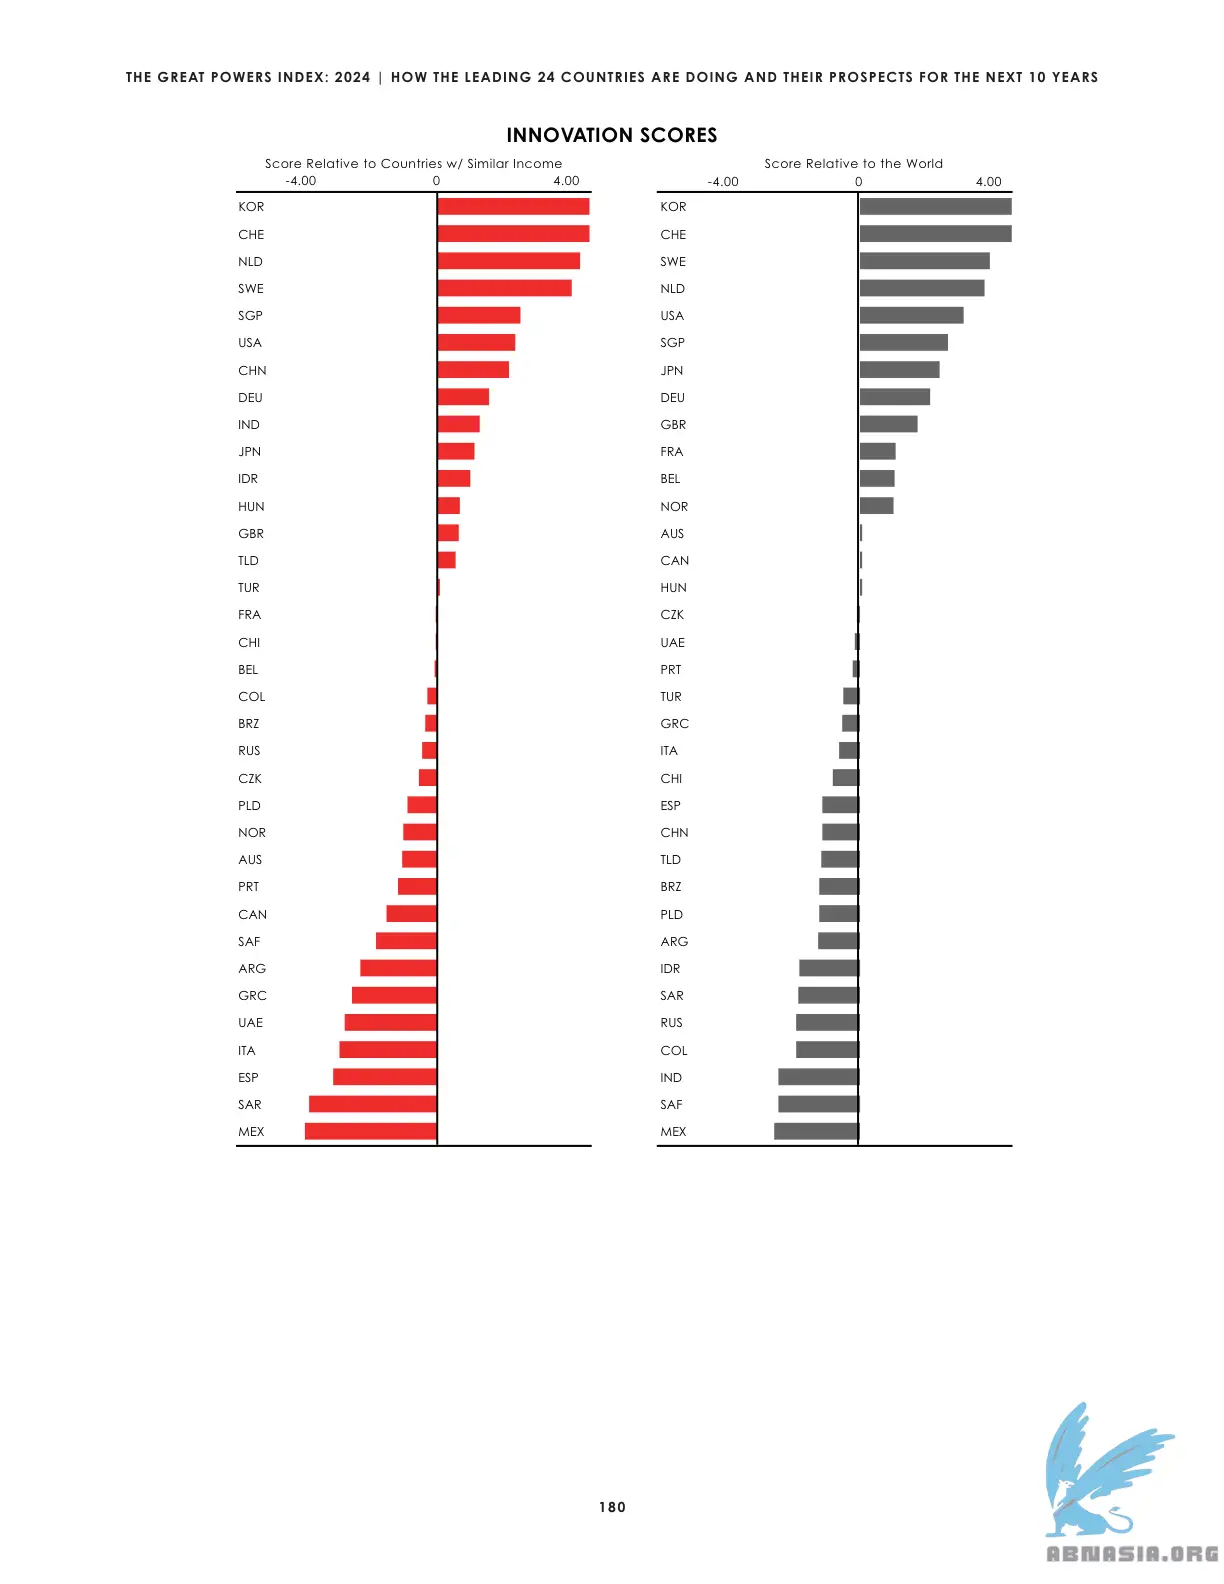 THE GREAT POWERS INDEX: 2024 | HOW THE LEADING 24 COUNTRIES ARE DOING AND THEIR PROSPECTS FOR THE NEXT 10 YEARS
INNOVATION SCORES
Score Relative to Countries w/ Similar Income
-4.00 0 4.00
KOR
CHE
NLD
SWE
SGP
USA
CHN
DEU
IND
JPN
IDR
HUN
GBR
TLD
TUR
FRA
CHI
BEL
COL
BRZ
RUS
CZK
PLD
NOR
AUS
PRT
CAN
SAF
ARG
GRC
UAE
ITA
ESP
SAR
MEX
Score Relative to the World
-4.00 0 4.00
KOR
CHE
SWE
NLD
USA
SGP
JPN
DEU
GBR
FRA
BEL
NOR
AUS
CAN
HUN
CZK
UAE
PRT
TUR
GRC
ITA
CHI
ESP
CHN
TLD
BRZ
PLD
ARG
IDR
SAR
RUS
COL
IND
SAF
MEX
180
ABNASIA.ORG